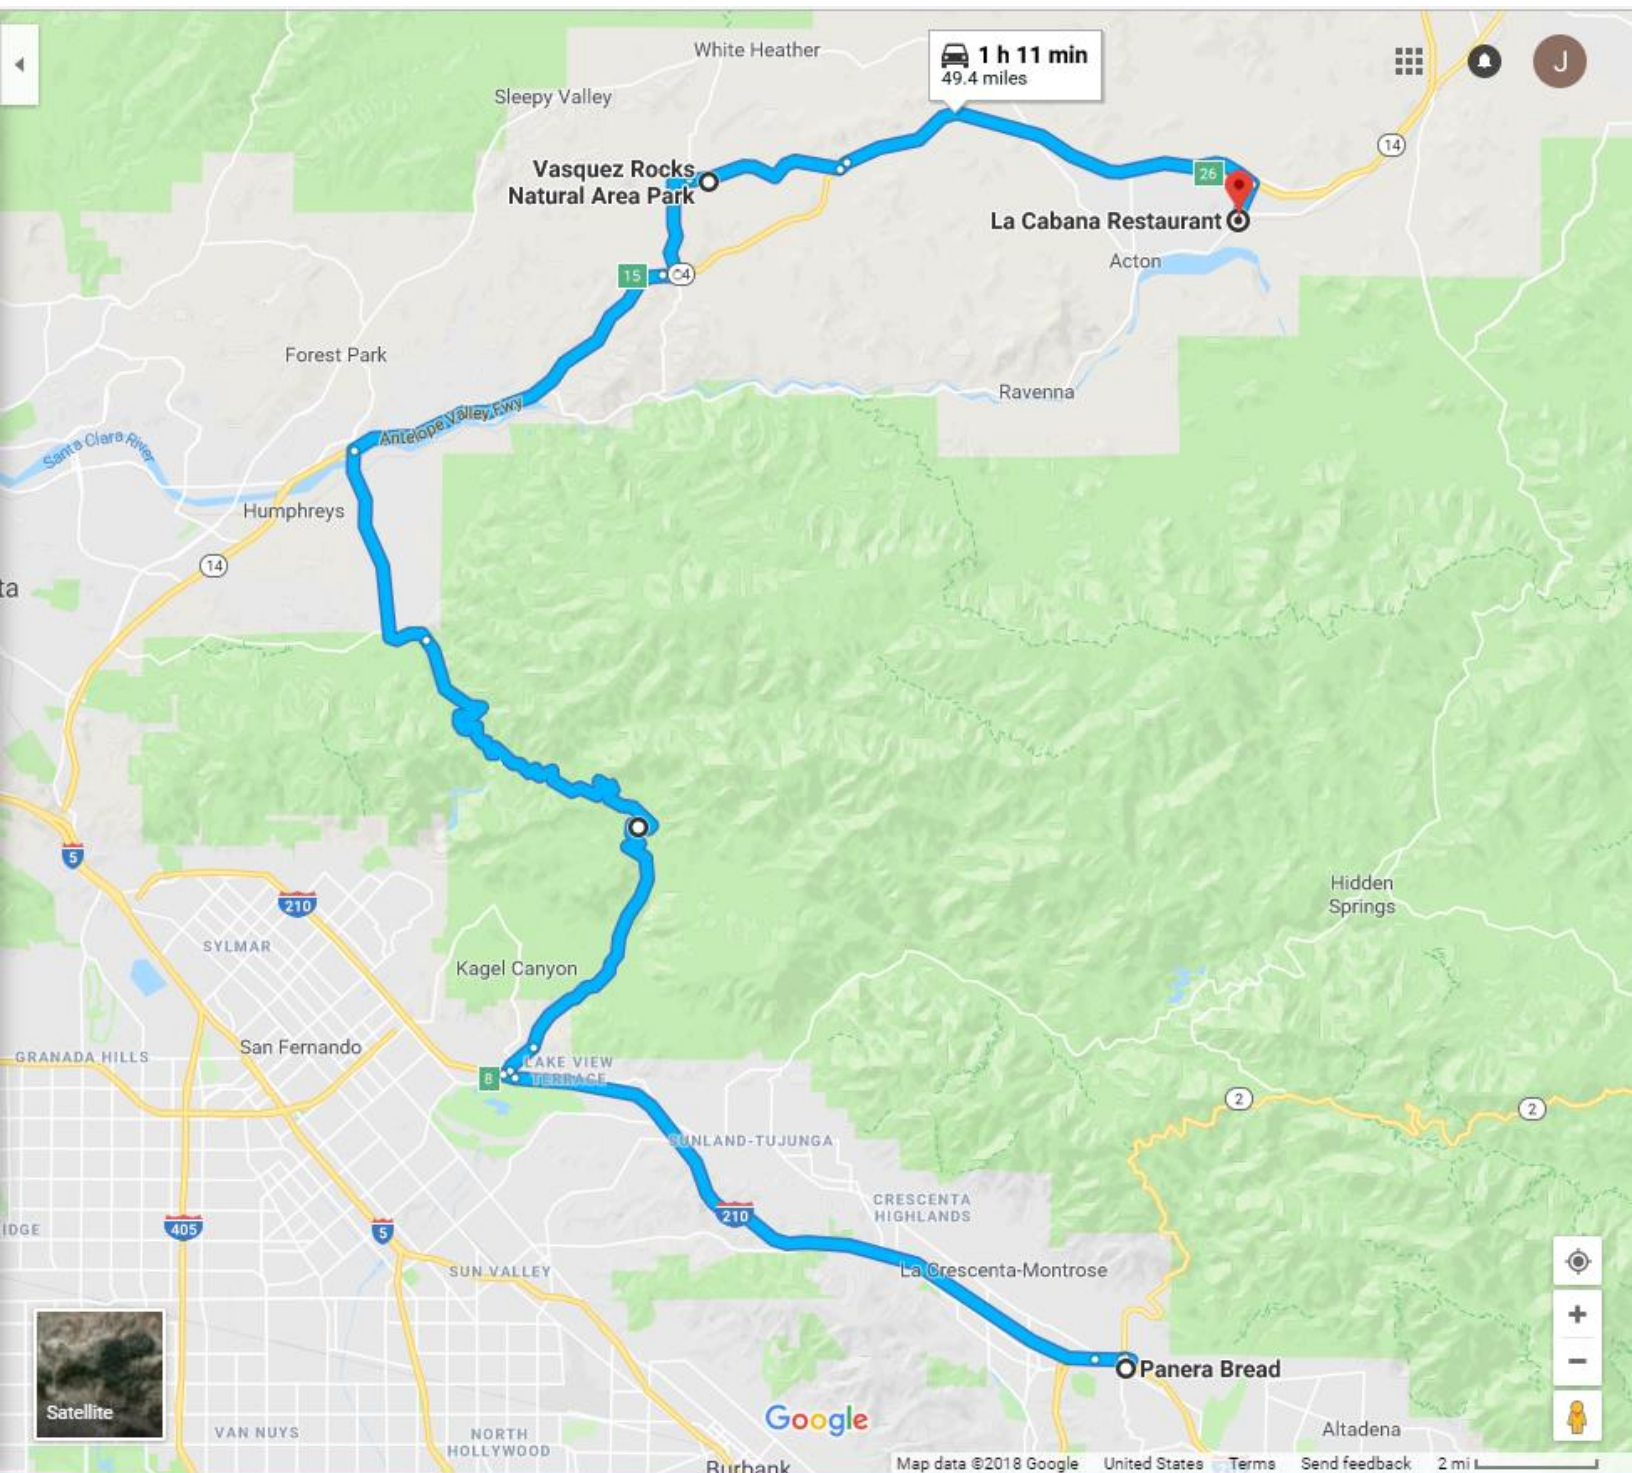 White Heather
1 h 11 min
49.4 miles
J
Sleepy Valley
14
Vasquez Rocks
Natural Area Park
26
La Cabana Restaurant
Acton
15
Forest Park
Ravenna
Antelope Valley Fwy
Santa Clara River
Humphreys
14
ta
5
210
Hidden
Springs
SYLMAR
Kagel Canyon
San Fernando
GRANADA HILLS
LAKE VIEW
TERRACE
8
2
2
SUNLAND-TUJUNGA
CRESCENTA
HIGHLANDS
210
405
5
IDGE
La Crescenta-Montrose
SUN VALLEY
Panera Bread
Satellite
Google
VAN NUYS
NORTH
HOLLYWOOD
Altadena
Burbank
Map data ©2018 Google United States Terms Send feedback 2 mi